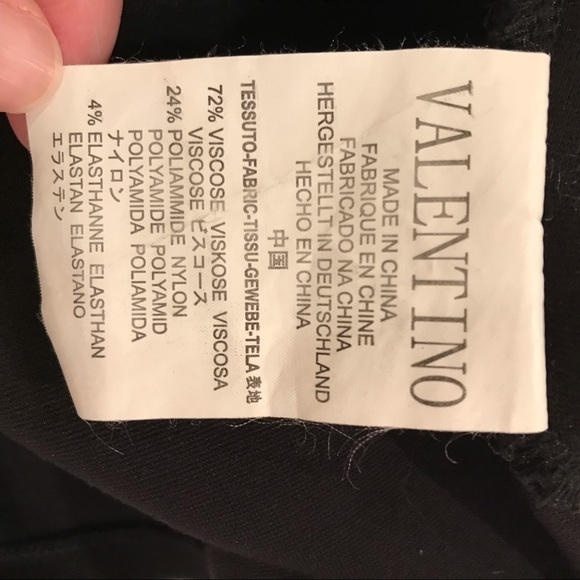 VALENTINO
MADE IN CHINA
FABRIQUE EN CHINE
FABRICADO NA CHINA
HERGESTELLT IN DEUTSCHLAND
HECHO EN CHINA
中国
TESSUTO-FABRIC-TISSU-GEWEBE-TELA 表地
72% VISCOSE VISKOSE VISCOSA
VISCOSE ビスコース
24% POLIAMMIDE NYLON
POLYAMIDE POLYAMID
POLYAMIDA POLIAMIDA
ナイロン
4% ELASTHANNE ELASTHAN
ELASTAN ELASTANO
エラステン